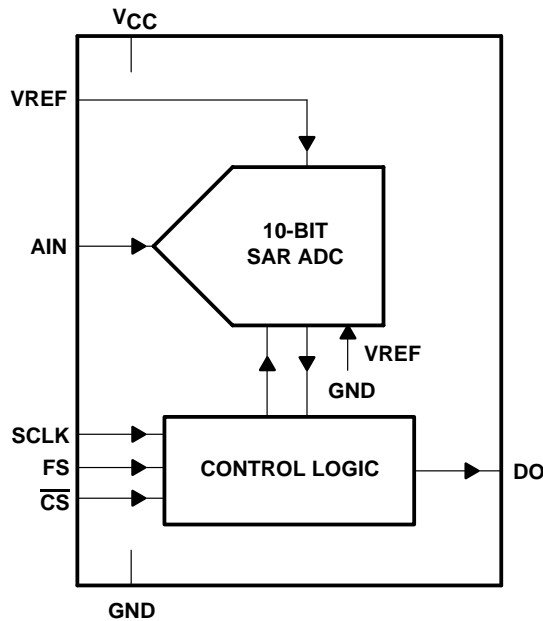 VCC
VREF
AIN
10-BIT
SAR ADC
VREF
GND
SCLK
FS
CS
CONTROL LOGIC
DO
GND